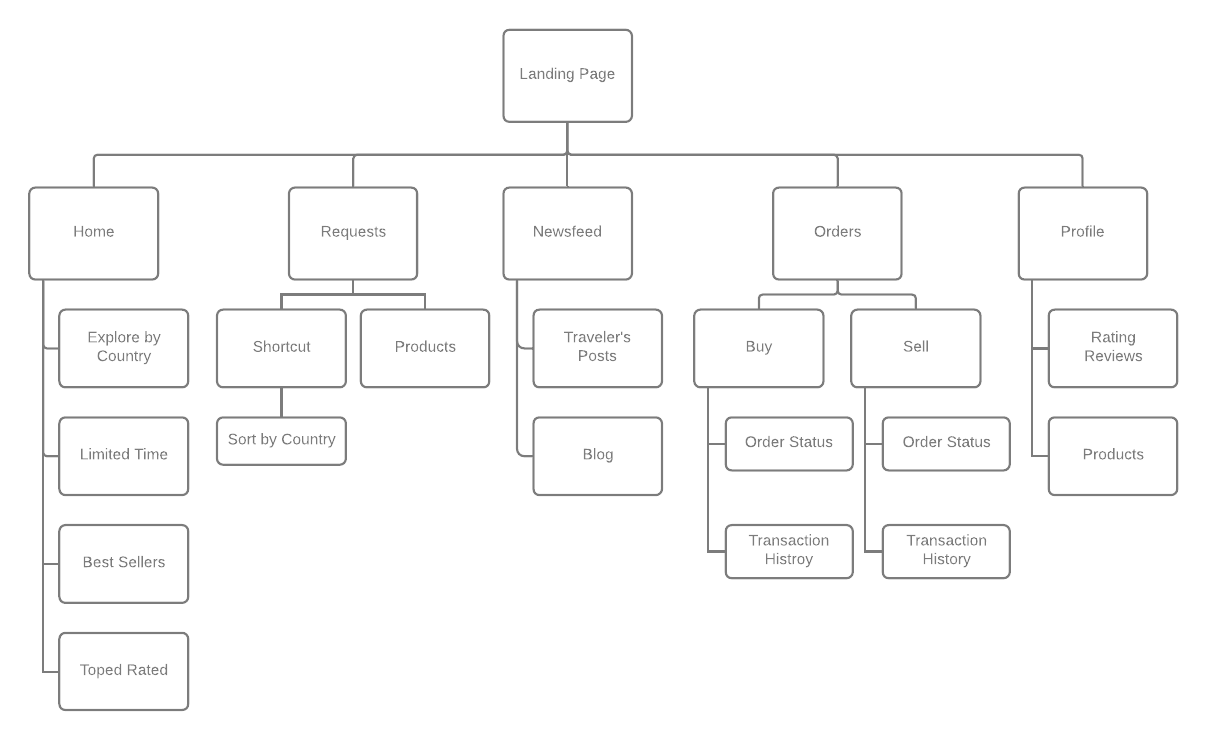 Landing Page
Home
Requests
Newsfeed
Orders
Profile
Explore by
Country
Limited Time
Best Sellers
Toped Rated
Shortcut
Products
Sort by Country
Traveler's
Posts
Blog
Buy
Order Status
Transaction
Histroy
Sell
Order Status
Transaction
History
Rating
Reviews
Products